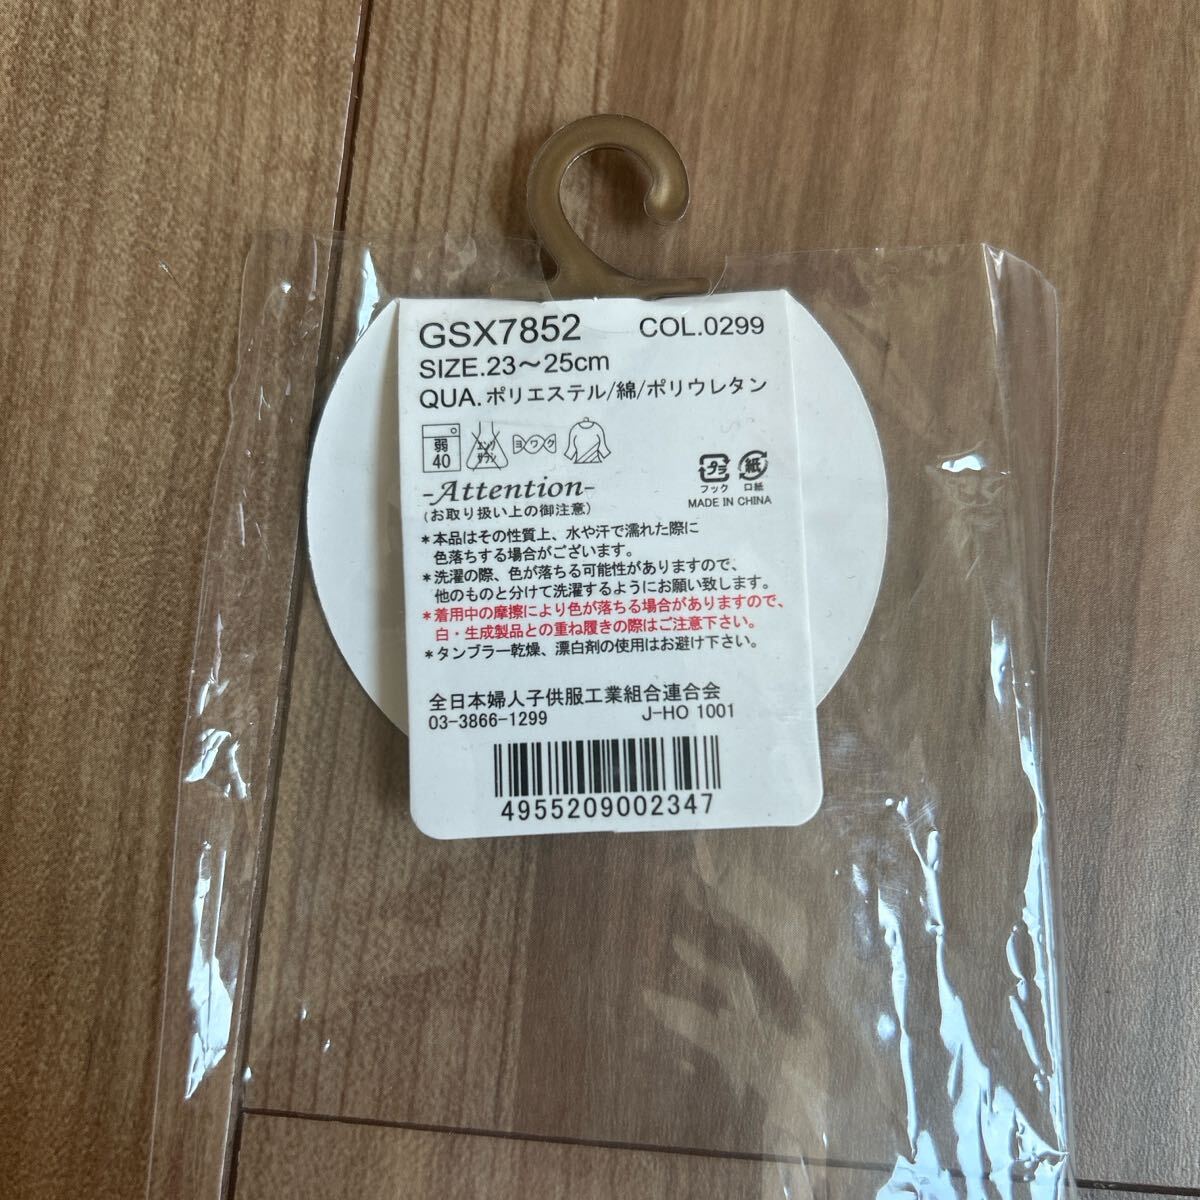 GSX7852 COL.0299
SIZE.23～25cm
QUA.ポリエステル/綿/ポリウレタン
弱
40
エンソ
サラシ
ヨワク
プラ
フック
紙
口紙
MADE IN CHINA
-Attention-
(お取り扱い上の御注意)
＊本品はその性質上、水や汗で濡れた際に
色落ちする場合がございます。
＊洗濯の際、色が落ちる可能性がありますので、
他のものと分けて洗濯するようにお願い致します。
＊着用中の摩擦により色が落ちる場合がありますので、
白・生成製品との重ね履きの際はご注意下さい。
＊タンブラー乾燥、漂白剤の使用はお避け下さい。
全日本婦人子供服工業組合連合会
03-3866-1299 J-HO 1001
4955209002347